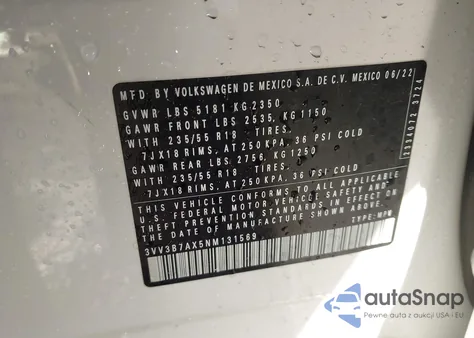 MFD. BY VOLKSWAGEN DE MEXICO S.A. DE C.V. MEXICO 06/22
GVWR LBS 5181 KG 2350
GAWR FRONT LBS 2535, KG 1150
WITH 235/55 R18 TIRES,
7JX18 RIMS, AT 250 KPA, 36 PSI COLD
GAWR REAR LBS 2756, KG 1250
WITH 235/55 R18 TIRES,
7JX18 RIMS, AT 250 KPA, 36 PSI COLD
THIS VEHICLE CONFORMS TO ALL APPLICABLE
FEDERAL MOTOR VEHICLE SAFETY AND
THEFT PREVENTION STANDARDS IN EFFECT ON
THE DATE OF MANUFACTURE SHOWN ABOVE.
3VV3B7AX5NM131569
TYPE: MPV
2334072 3724
autoSnap
Pewne auta z aukcji USA i EU